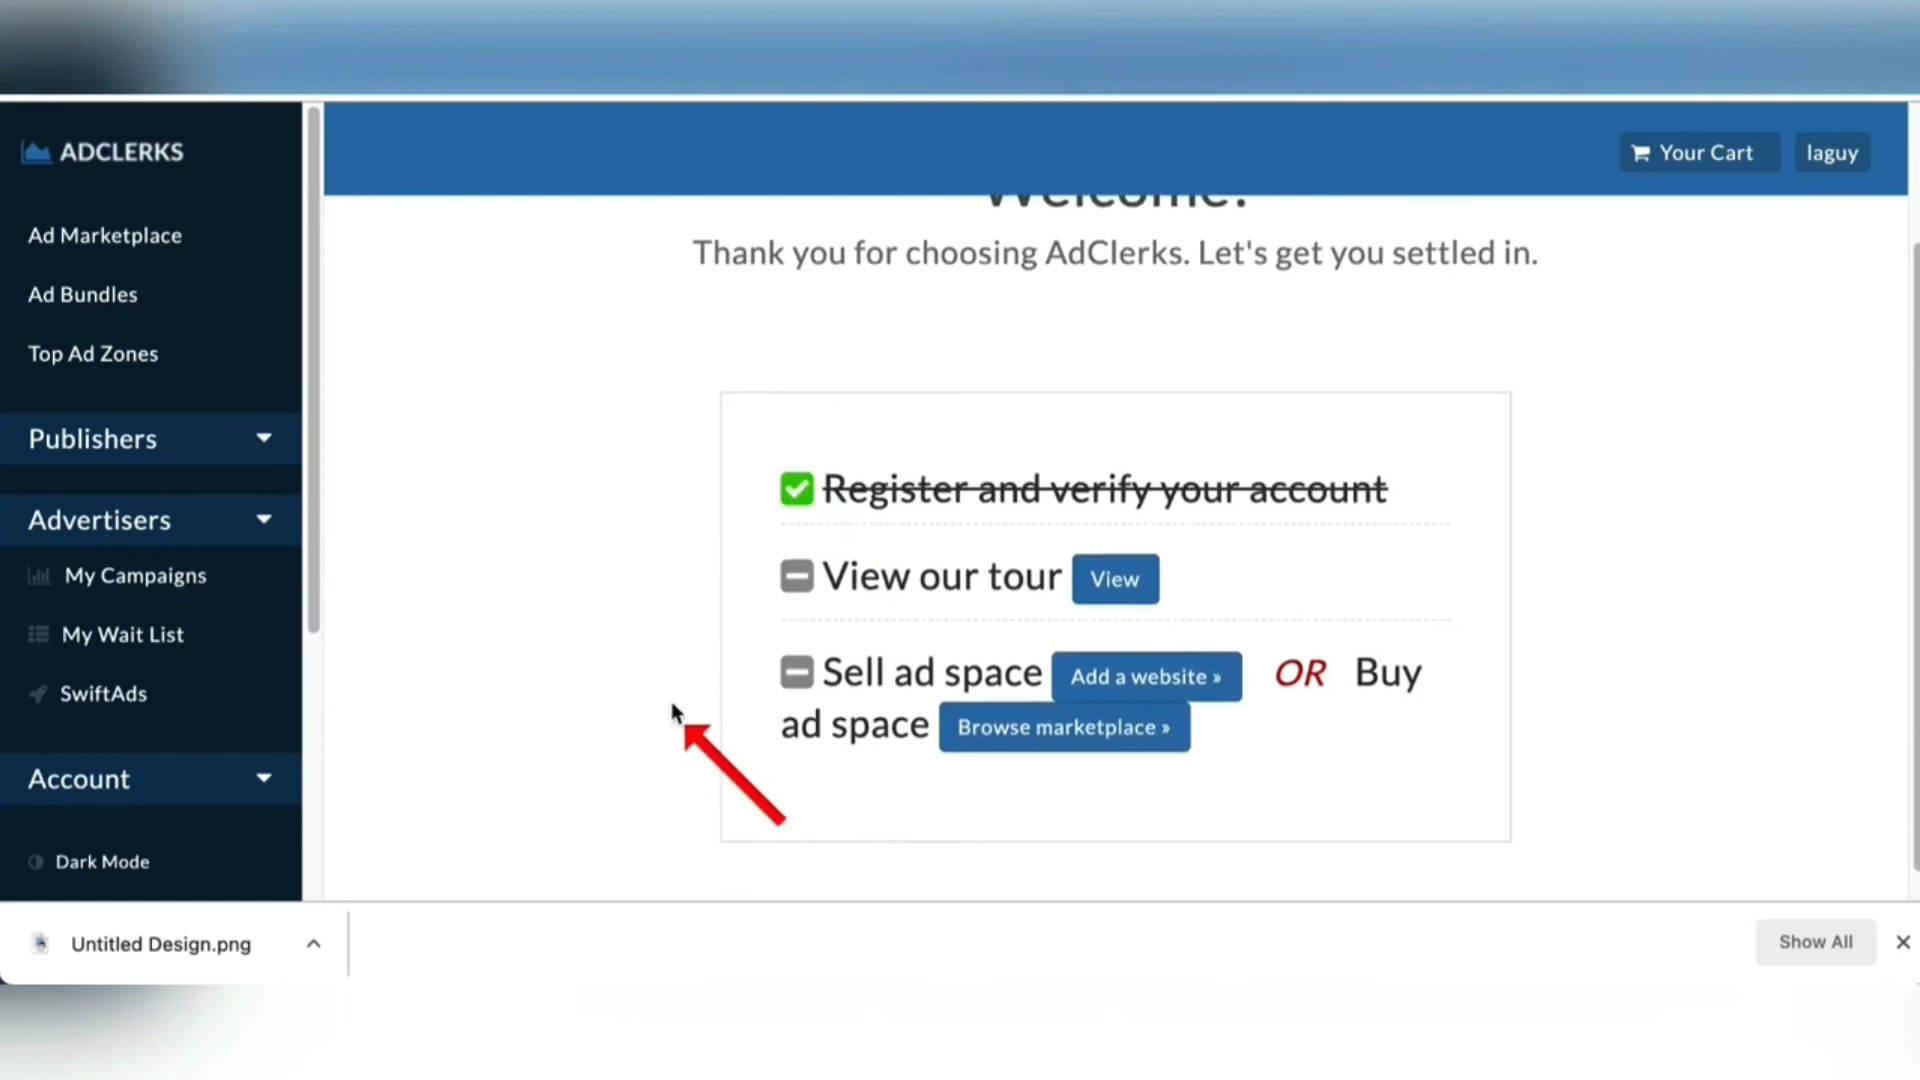 ADCLERKS
Your Cart
laguy
Ad Marketplace
Ad Bundles
Top Ad Zones
Publishers
Advertisers
My Campaigns
My Wait List
SwiftAds
Account
Dark Mode
Welcome!
Thank you for choosing AdClerks. Let's get you settled in.
Register and verify your account
View our tour View
Sell ad space Add a website » OR Buy
ad space Browse marketplace »
Untitled Design.png
Show All